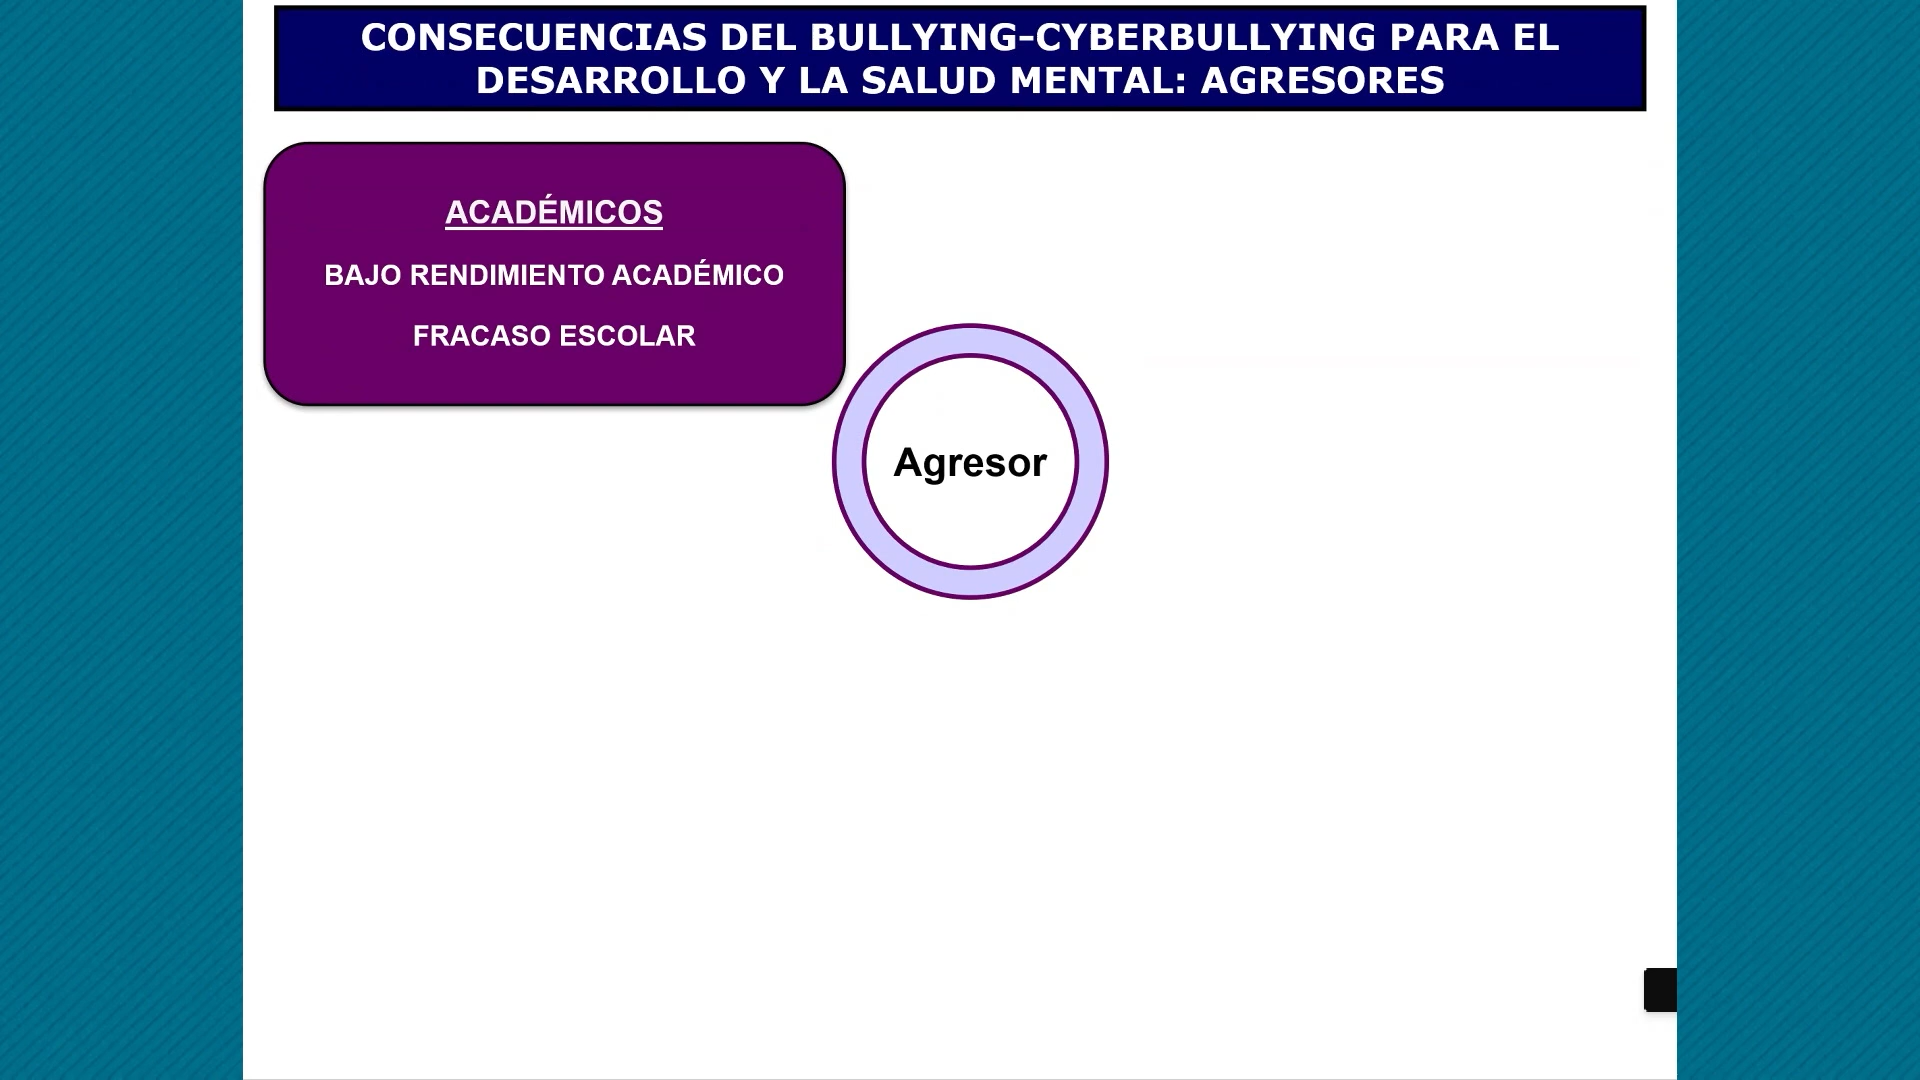 CONSECUENCIAS DEL BULLYING-CYBERBULLYING PARA EL
DESARROLLO Y LA SALUD MENTAL: AGRESORES
ACADÉMICOS
BAJO RENDIMIENTO ACADÉMICO
FRACASO ESCOLAR
Agresor